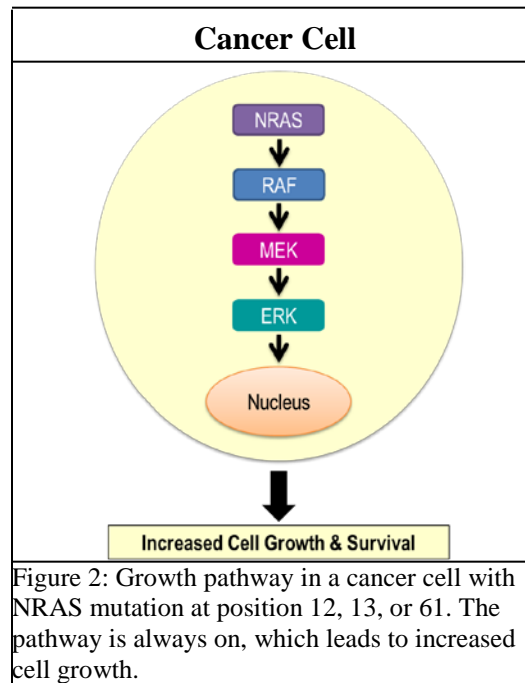 Cancer Cell
NRAS
RAF
MEK
ERK
Nucleus
Increased Cell Growth & Survival
Figure 2: Growth pathway in a cancer cell with
NRAS mutation at position 12, 13, or 61. The
pathway is always on, which leads to increased
cell growth.